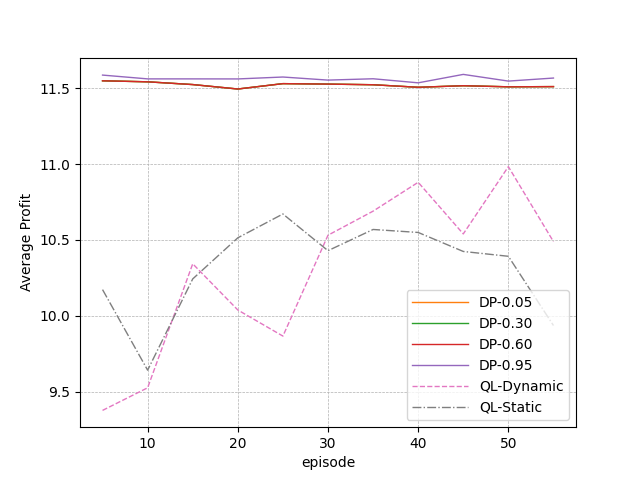 11.5
11.0
10.5
10.0
9.5
Average Profit
10
20
30
40
50
episode
DP-0.05
DP-0.30
DP-0.60
DP-0.95
QL-Dynamic
QL-Static